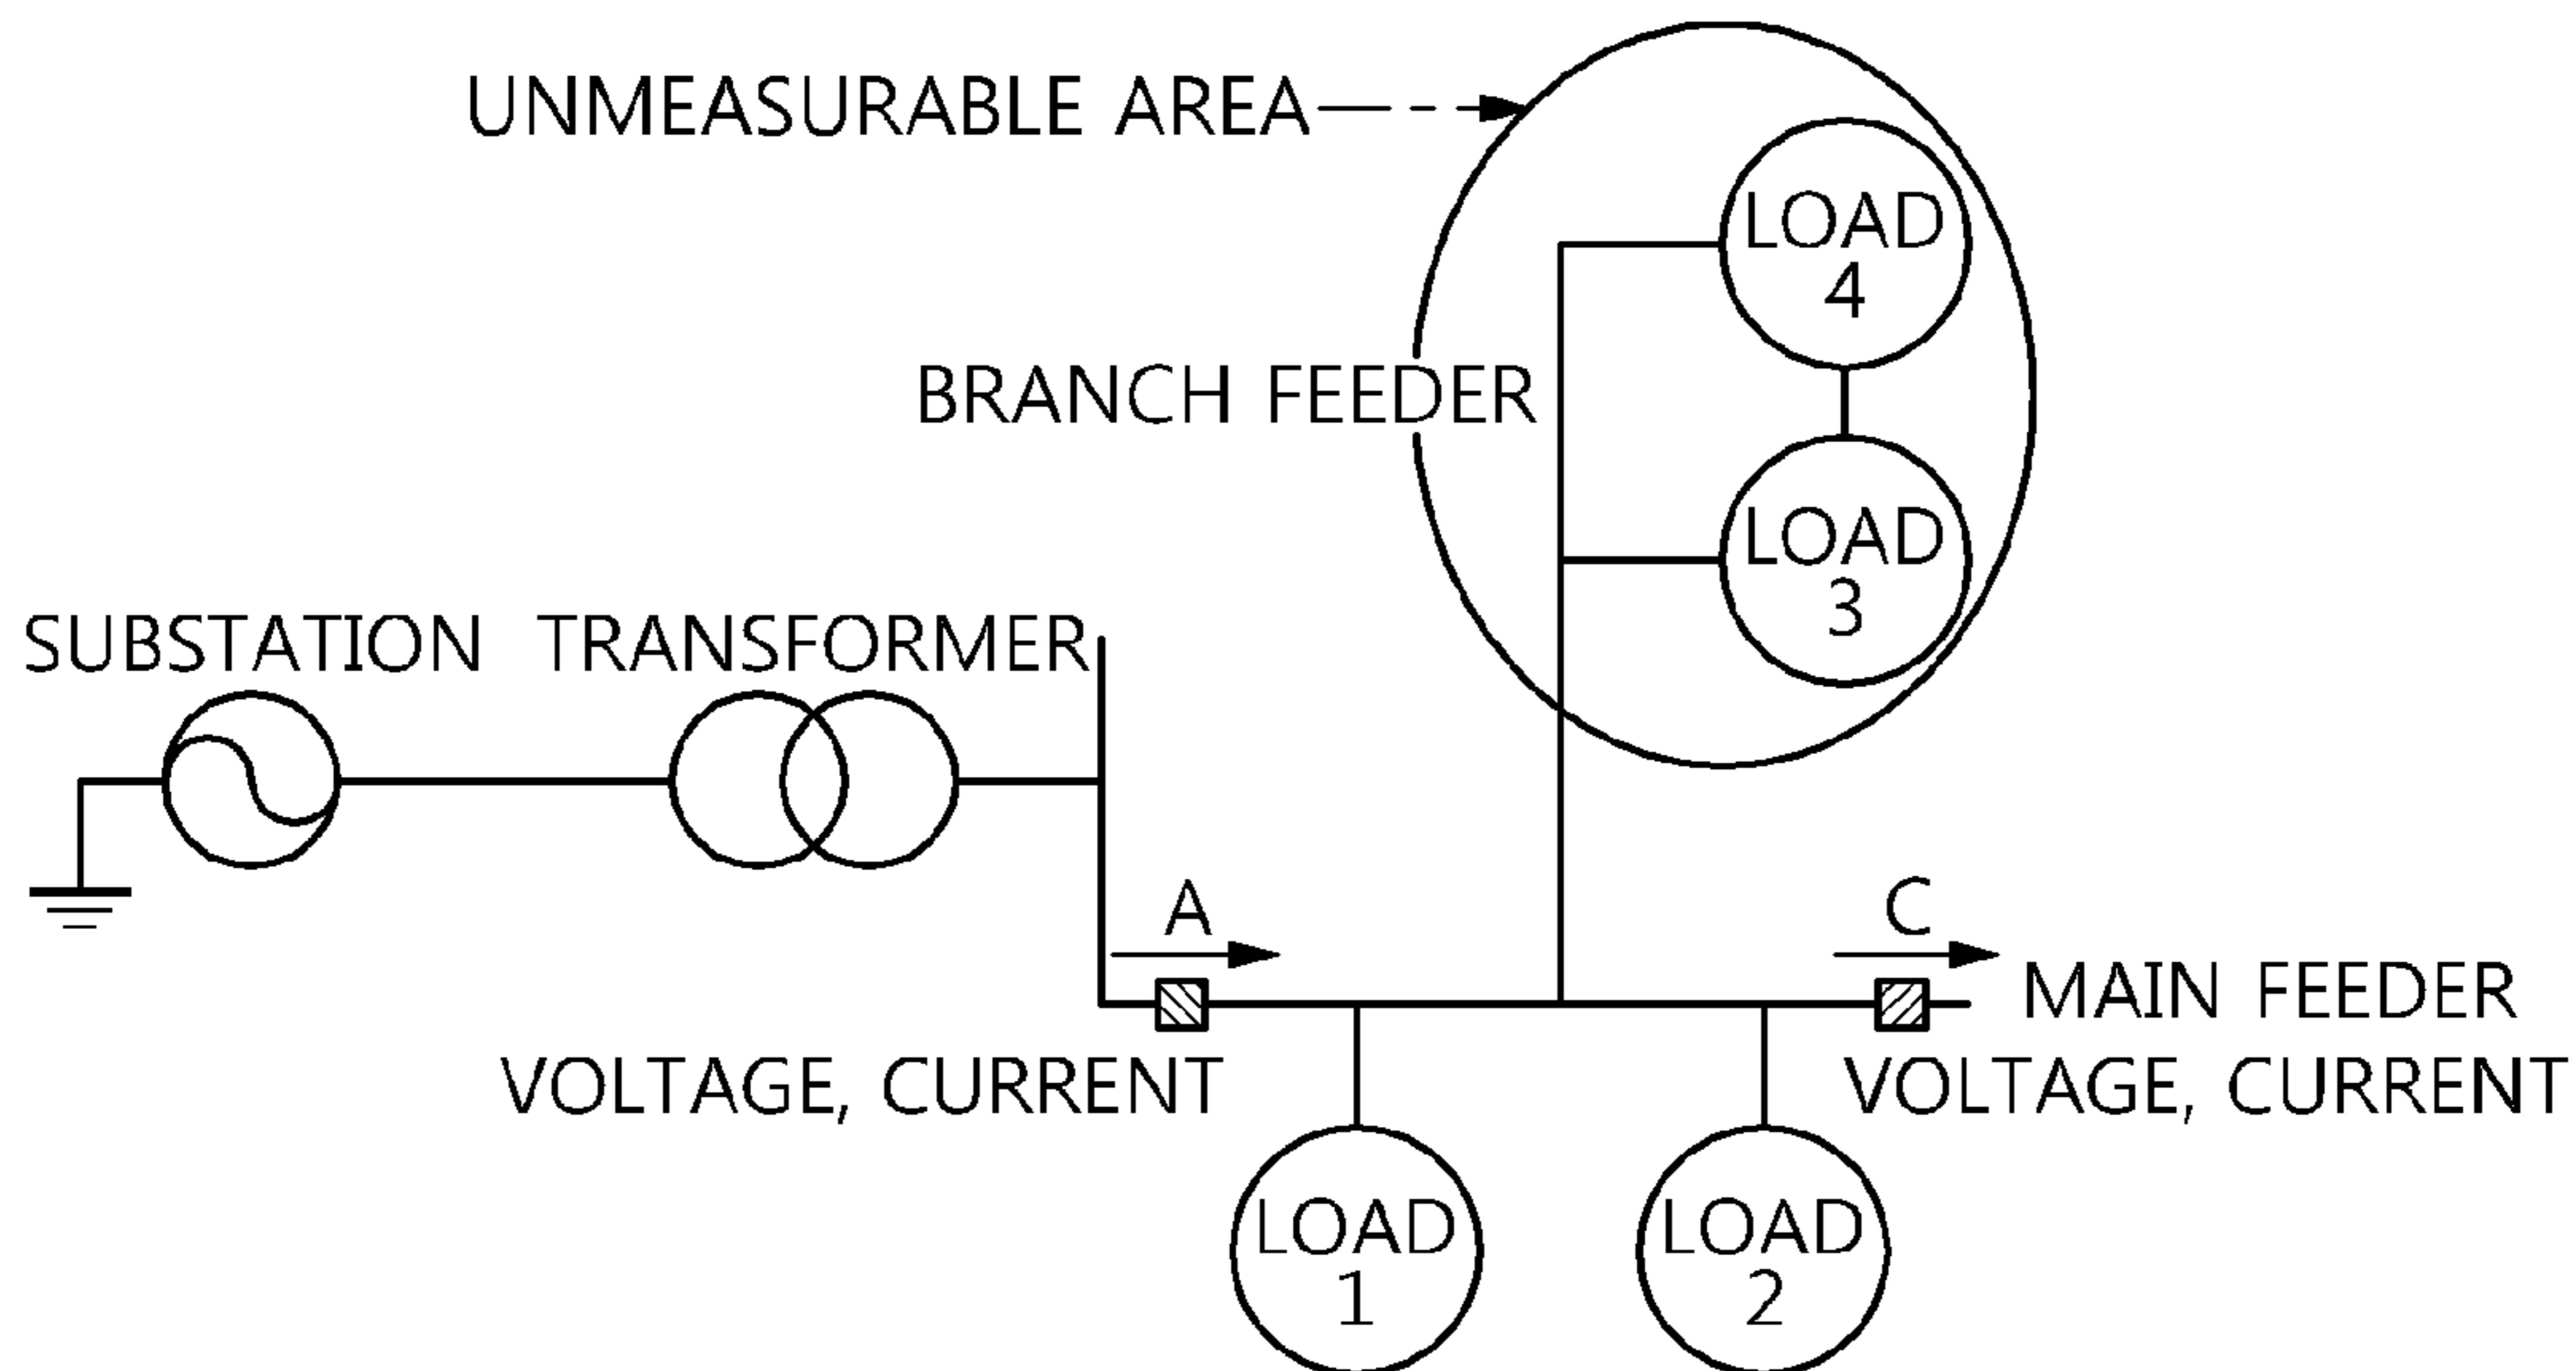 UNMEASURABLE AREA
LOAD
4
BRANCH FEEDER
LOAD
3
SUBSTATION TRANSFORMER
A
C
MAIN FEEDER
VOLTAGE, CURRENT
VOLTAGE, CURRENT
LOAD
1
LOAD
2